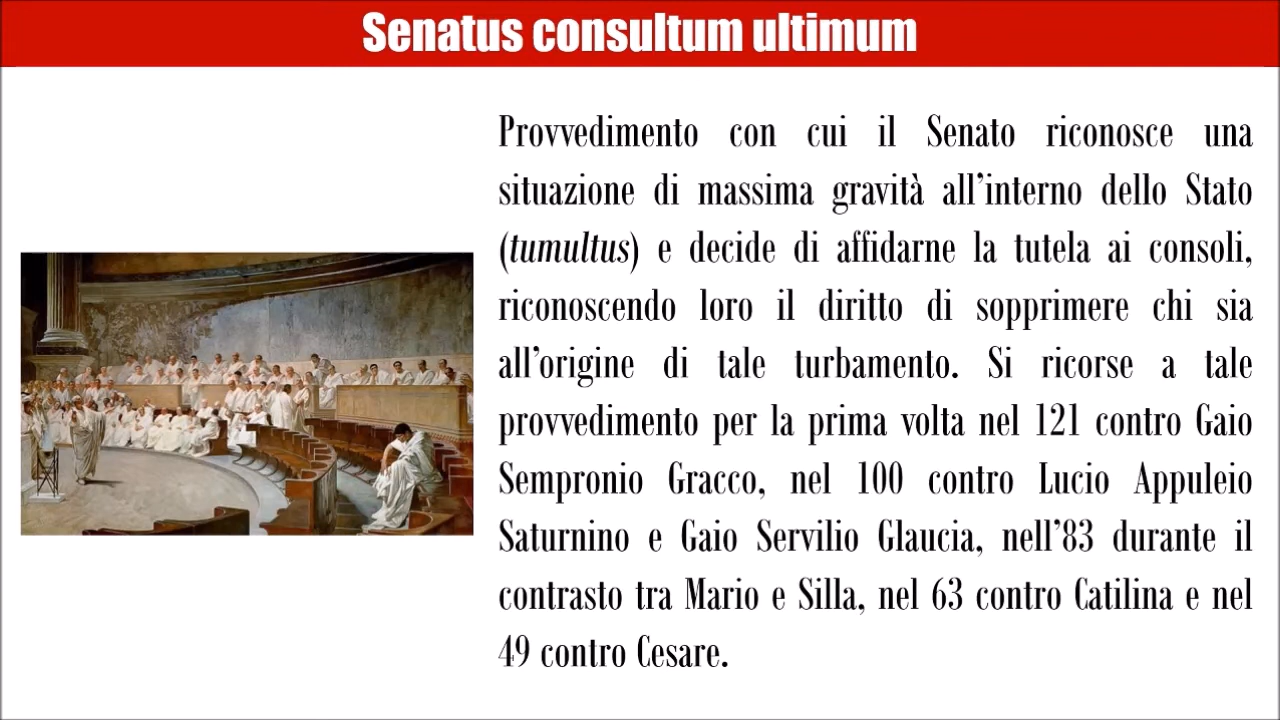 Senatus consultum ultimum
Provvedimento con cui il Senato riconosce una
situazione di massima gravità all’interno dello Stato
(tumultus) e decide di affidarne la tutela ai consoli,
riconoscendo loro il diritto di sopprimere chi sia
all’origine di tale turbamento. Si ricorse a tale
provvedimento per la prima volta nel 121 contro Gaio
Sempronio Gracco, nel 100 contro Lucio Appuleio
Saturnino e Gaio Servilio Glaucia, nell’83 durante il
contrasto tra Mario e Silla, nel 63 contro Catilina e nel
49 contro Cesare.